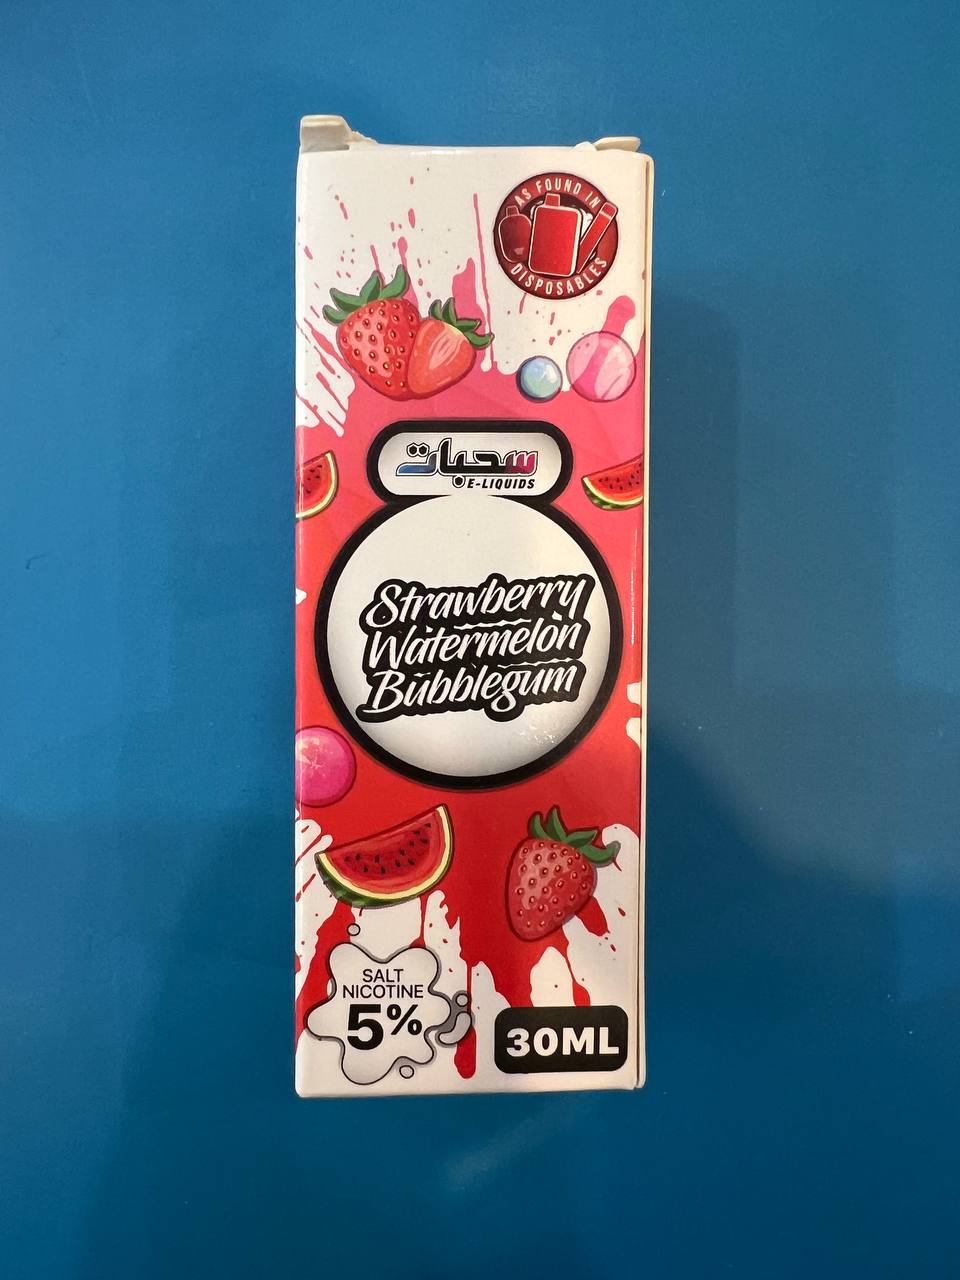 AS FOUND IN
DISPOSABLES
سحبات
E-LIQUIDS
Strawberry
Watermelon
Bubblegum
SALT
NICOTINE
5%
30ML